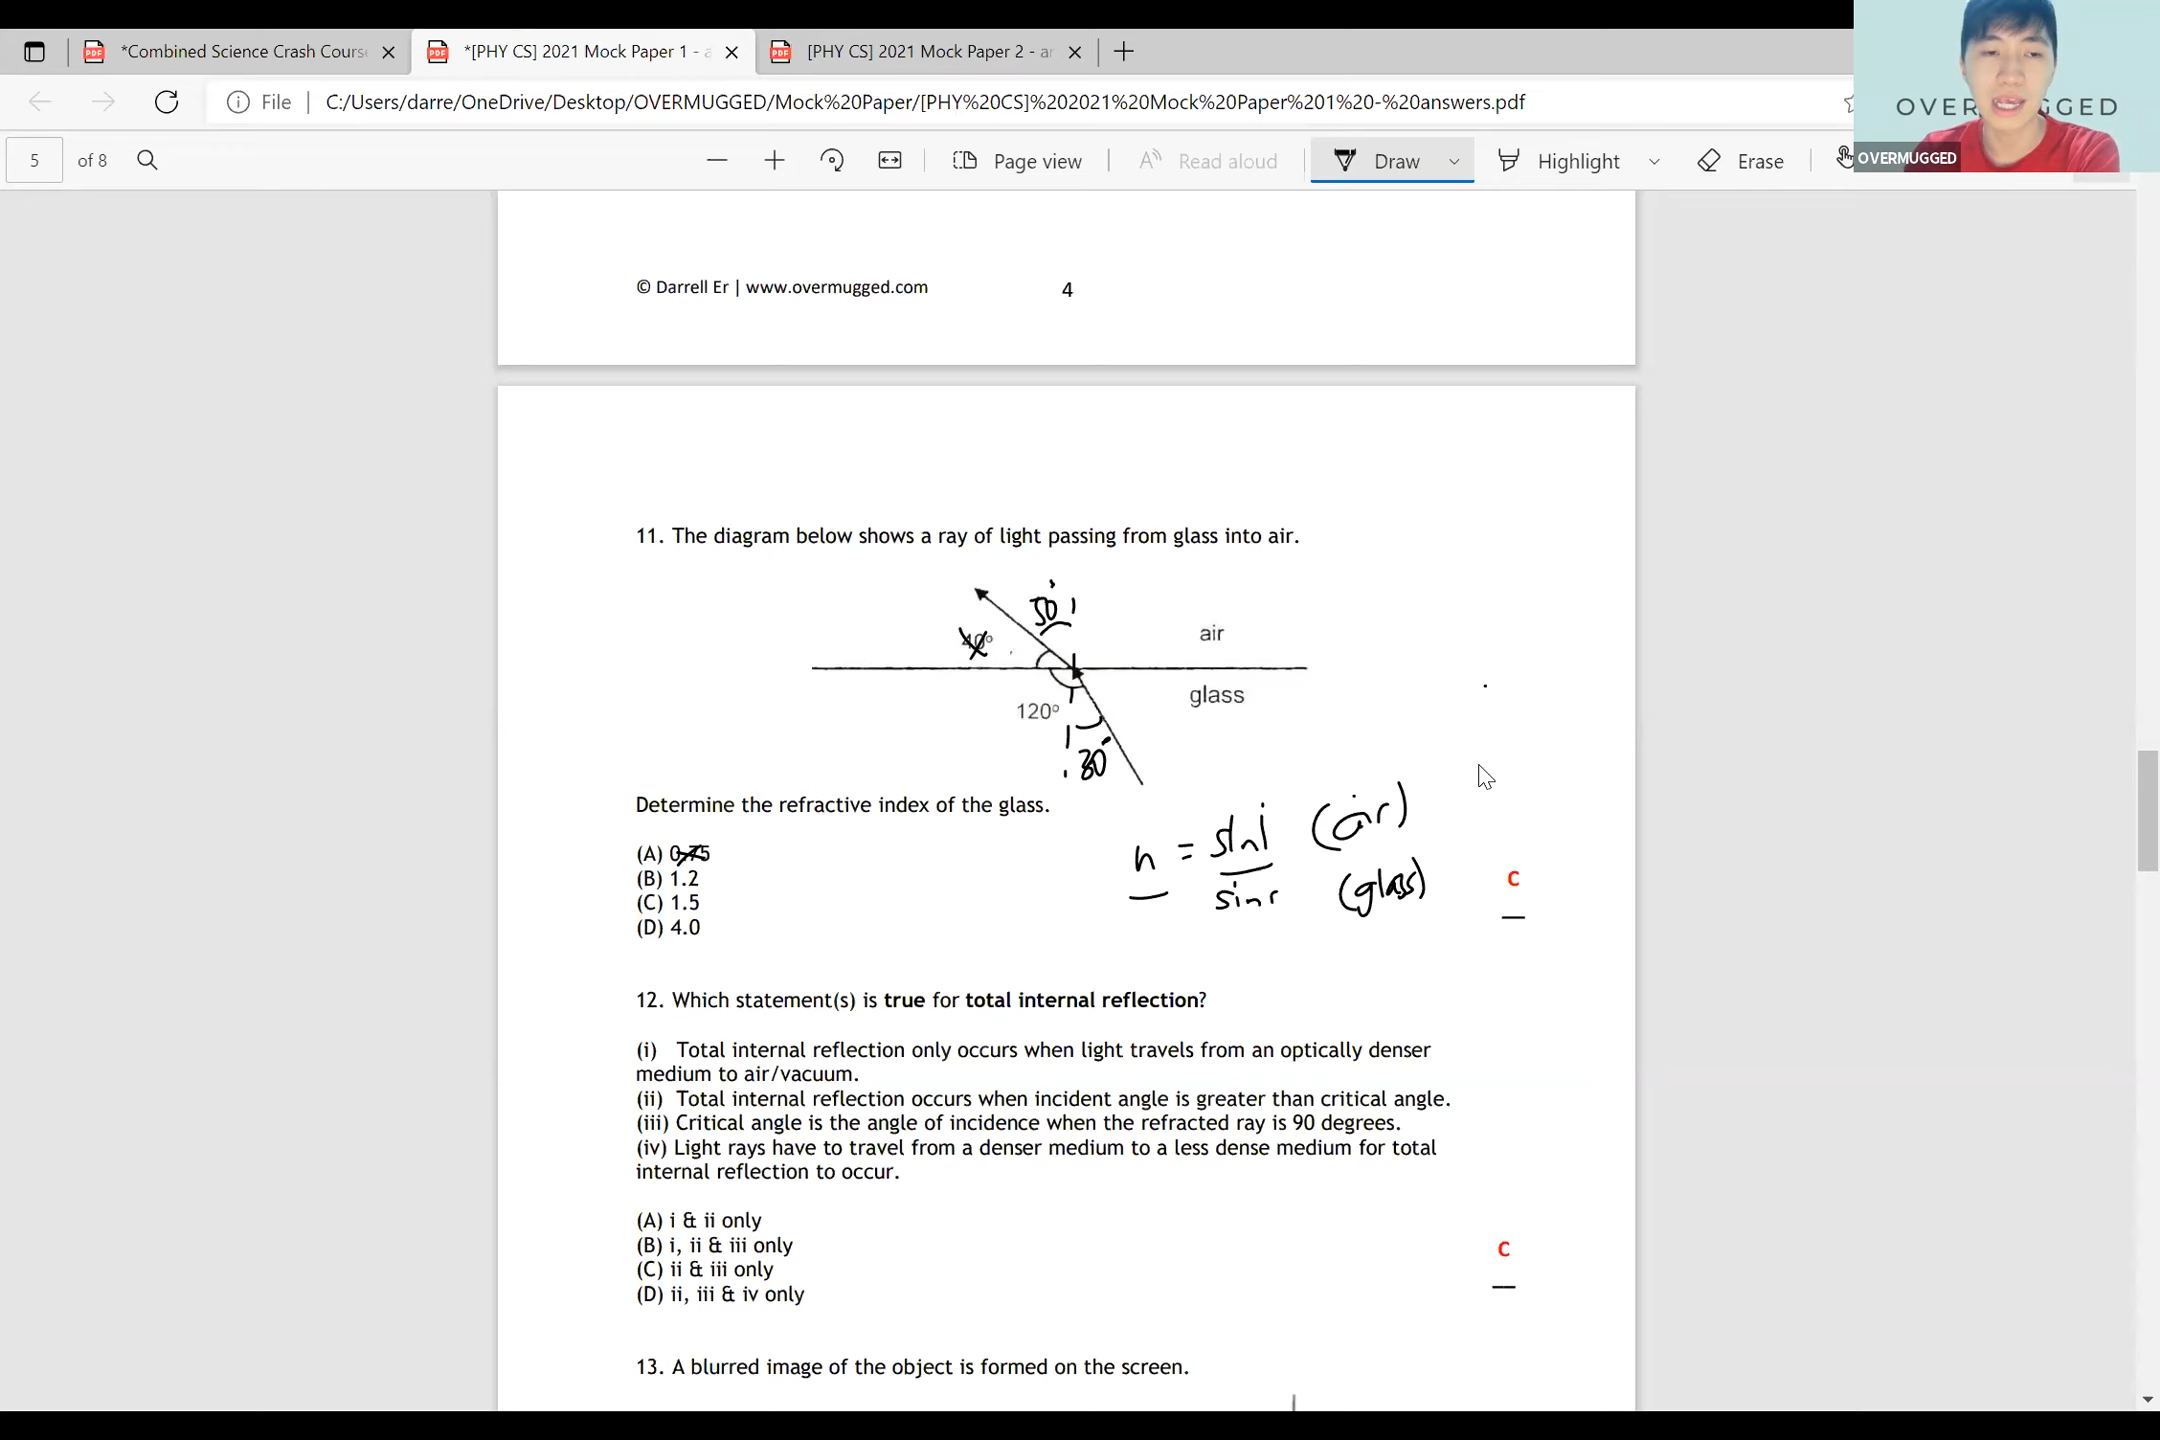 *Combined Science Crash Cours
*[PHY CS] 2021 Mock Paper 1 - a
[PHY CS] 2021 Mock Paper 2 - an
File
C:/Users/darre/OneDrive/Desktop/OVERMUGGED/Mock%20Paper/[PHY%20CS]%202021%20Mock%20Paper%201%20-%20answers.pdf
OVERMUGGED
OVERMUGGED
5 of 8
Page view
Read aloud
Draw
Highlight
Erase
© Darrell Er | www.overmugged.com 4
11. The diagram below shows a ray of light passing from glass into air.
50°
40°
air
glass
120°
30°
Determine the refractive index of the glass.
n = sin i (air)
sin r (glass)
(A) 0.75
(B) 1.2
(C) 1.5
(D) 4.0
C
12. Which statement(s) is true for total internal reflection?
(i) Total internal reflection only occurs when light travels from an optically denser
medium to air/vacuum.
(ii) Total internal reflection occurs when incident angle is greater than critical angle.
(iii) Critical angle is the angle of incidence when the refracted ray is 90 degrees.
(iv) Light rays have to travel from a denser medium to a less dense medium for total
internal reflection to occur.
(A) i & ii only
(B) i, ii & iii only
(C) ii & iii only
(D) ii, iii & iv only
C
13. A blurred image of the object is formed on the screen.